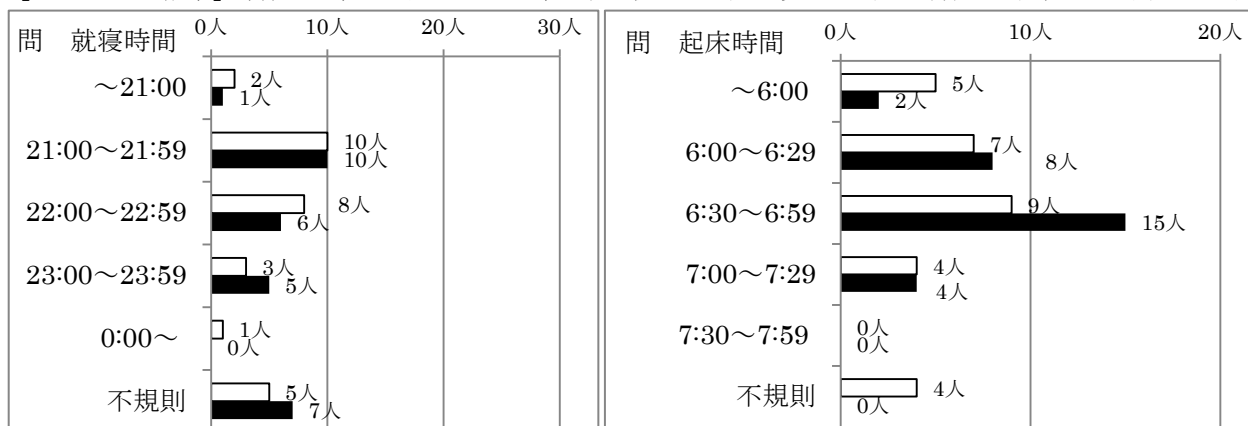 0人 10人 20人 30人
問 就寝時間
～21:00
2人
1人
21:00～21:59
10人
10人
22:00～22:59
8人
6人
23:00～23:59
3人
5人
0:00～
1人
0人
不規則
5人
7人
0人 10人 20人
問 起床時間
～6:00
5人
2人
6:00～6:29
7人
8人
6:30～6:59
9人
15人
7:00～7:29
4人
4人
7:30～7:59
0人
0人
不規則
4人
0人